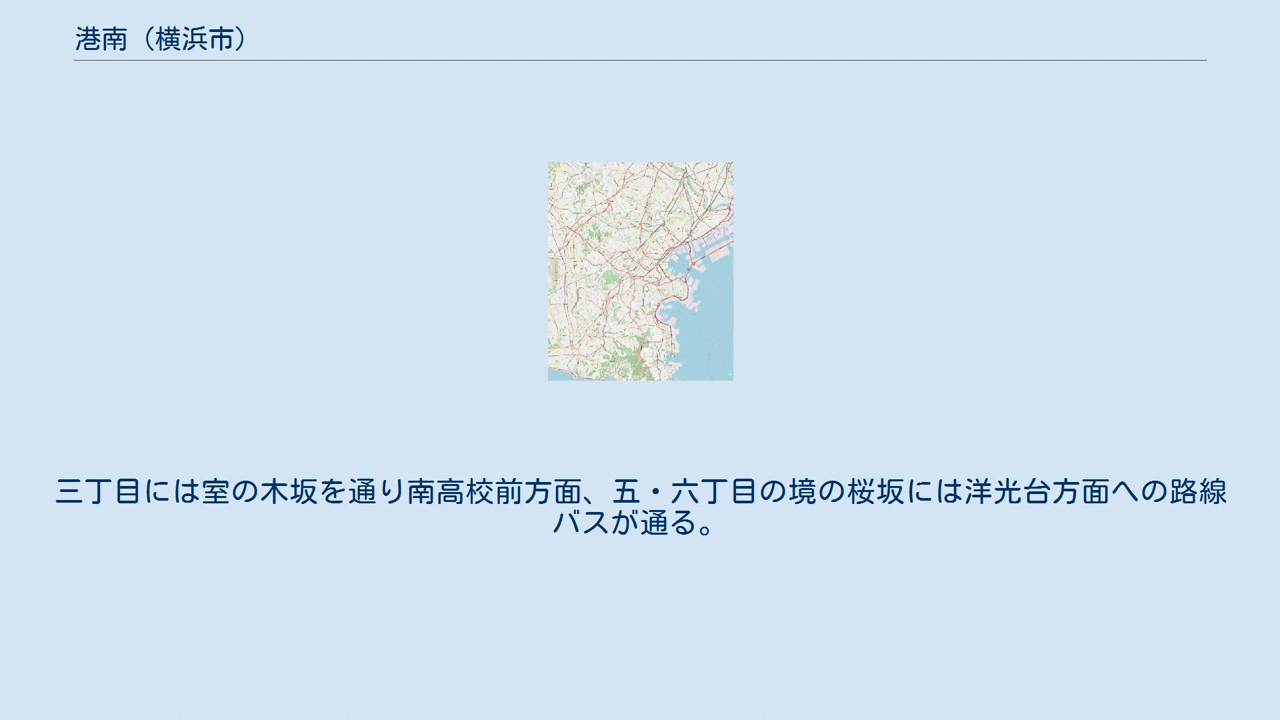 港南（横浜市）
三丁目には室の木坂を通り南高校前方面、五・六丁目の境の桜坂には洋光台方面への路線
バスが通る。